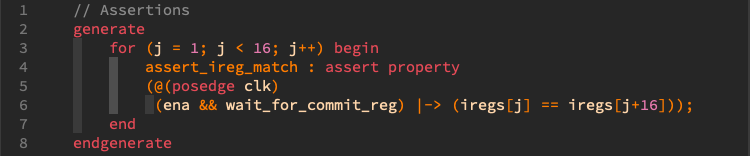 1 // Assertions
2 generate
3 for (j = 1; j < 16; j++) begin
4 assert_ireg_match : assert property
5 (@(posedge clk)
6 (ena && wait_for_commit_reg) |-> (iregs[j] == iregs[j+16]));
7 end
8 endgenerate